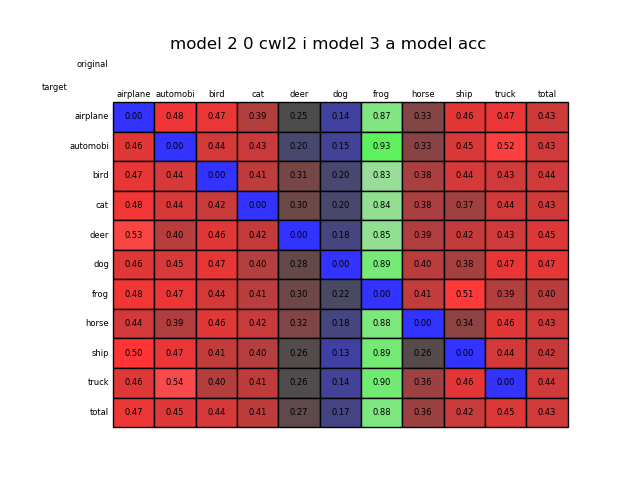 model 2 0 cwl2 i model 3 a model acc
original
target
airplane automobi bird cat deer dog frog horse ship truck total
airplane 0.00 0.48 0.47 0.39 0.25 0.14 0.87 0.33 0.46 0.47 0.43
automobi 0.46 0.00 0.44 0.43 0.20 0.15 0.93 0.33 0.45 0.52 0.43
bird 0.47 0.44 0.00 0.41 0.31 0.20 0.83 0.38 0.44 0.43 0.44
cat 0.48 0.44 0.42 0.00 0.30 0.20 0.84 0.38 0.37 0.44 0.43
deer 0.53 0.40 0.46 0.42 0.00 0.18 0.85 0.39 0.42 0.43 0.45
dog 0.46 0.45 0.47 0.40 0.28 0.00 0.89 0.40 0.38 0.47 0.47
frog 0.48 0.47 0.44 0.41 0.30 0.22 0.00 0.41 0.51 0.39 0.40
horse 0.44 0.39 0.46 0.42 0.32 0.18 0.88 0.00 0.34 0.46 0.43
ship 0.50 0.47 0.41 0.40 0.26 0.13 0.89 0.26 0.00 0.44 0.42
truck 0.46 0.54 0.40 0.41 0.26 0.14 0.90 0.36 0.46 0.00 0.44
total 0.47 0.45 0.44 0.41 0.27 0.17 0.88 0.36 0.42 0.45 0.43